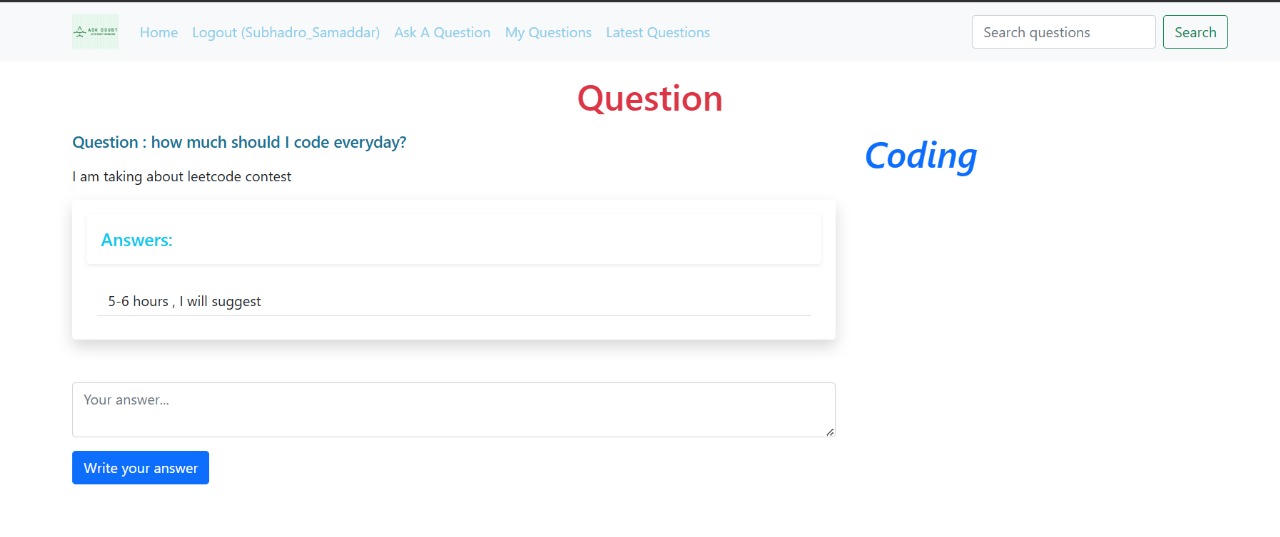 ASK DOUBT
Home Logout (Subhadro_Samaddar) Ask A Question My Questions Latest Questions Search questions Search
Question
Question : how much should I code everyday?
Coding
I am taking about leetcode contest
Answers:
5-6 hours , I will suggest
Your answer...
Write your answer